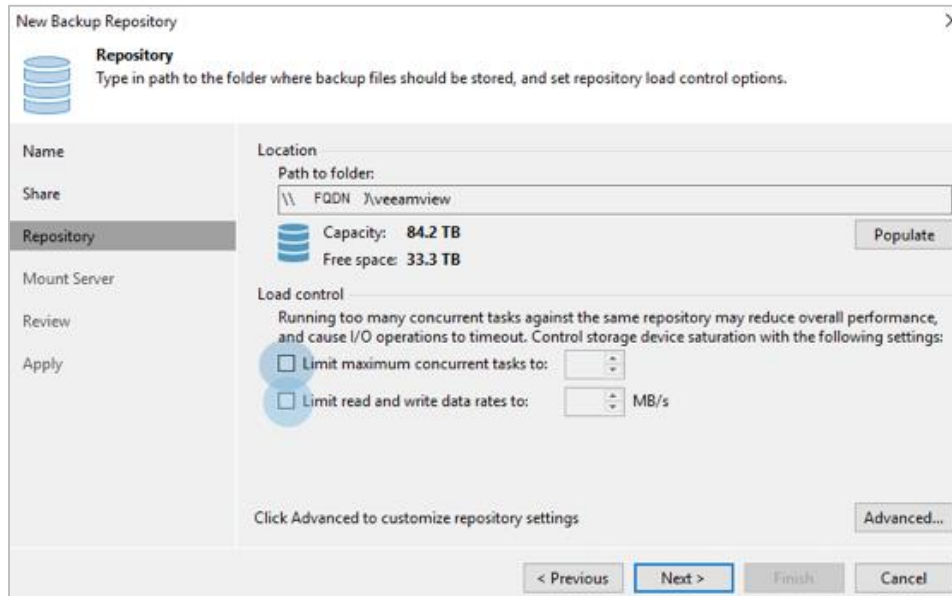 New Backup Repository
Repository
Type in path to the folder where backup files should be stored, and set repository load control options.
Name
Share
Repository
Mount Server
Review
Apply
Location
Path to folder:
\\ FQDN )\veeamview
Capacity: 84.2 TB
Free space: 33.3 TB
Populate
Load control
Running too many concurrent tasks against the same repository may reduce overall performance,
and cause I/O operations to timeout. Control storage device saturation with the following settings:
Limit maximum concurrent tasks to:
Limit read and write data rates to: MB/s
Click Advanced to customize repository settings
Advanced...
< Previous
Next >
Finish
Cancel